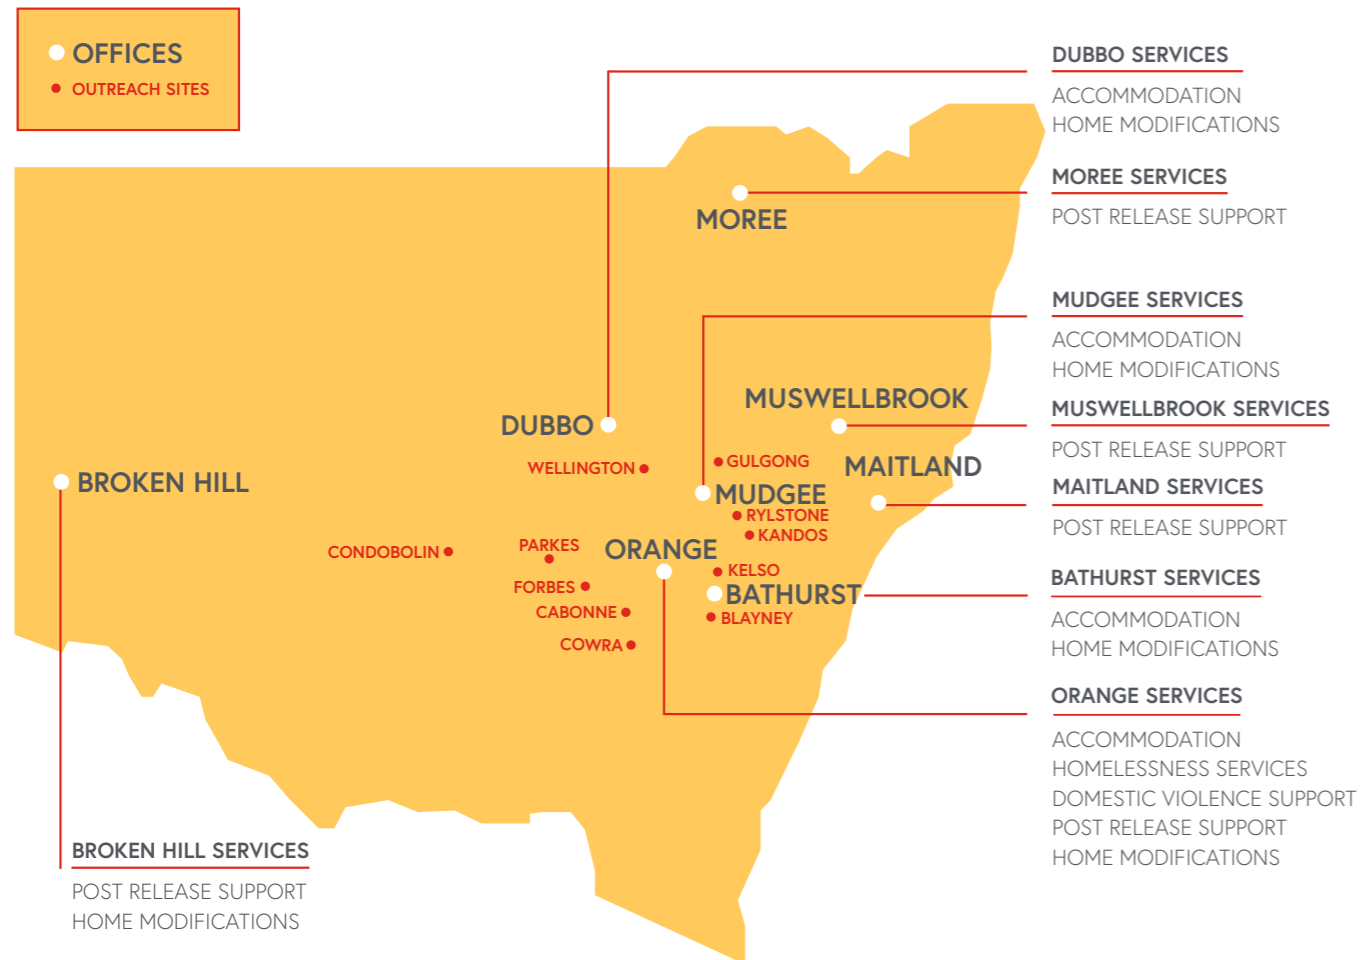 OFFICES
OUTREACH SITES
DUBBO SERVICES
ACCOMMODATION
HOME MODIFICATIONS
MOREE SERVICES
POST RELEASE SUPPORT
MOREE
MUDGEE SERVICES
ACCOMMODATION
HOME MODIFICATIONS
MUSWELLBROOK
MUSWELLBROOK SERVICES
POST RELEASE SUPPORT
DUBBO
WELLINGTON
GULGONG
MAITLAND
MAITLAND SERVICES
POST RELEASE SUPPORT
BROKEN HILL
MUDGEE
RYLSTONE
KANDOS
CONDOBOLIN
PARKES
ORANGE
KELSO
FORBES
BATHURST
CABONNE
BLAYNEY
COWRA
BATHURST SERVICES
ACCOMMODATION
HOME MODIFICATIONS
ORANGE SERVICES
ACCOMMODATION
HOMELESSNESS SERVICES
DOMESTIC VIOLENCE SUPPORT
POST RELEASE SUPPORT
HOME MODIFICATIONS
BROKEN HILL SERVICES
POST RELEASE SUPPORT
HOME MODIFICATIONS